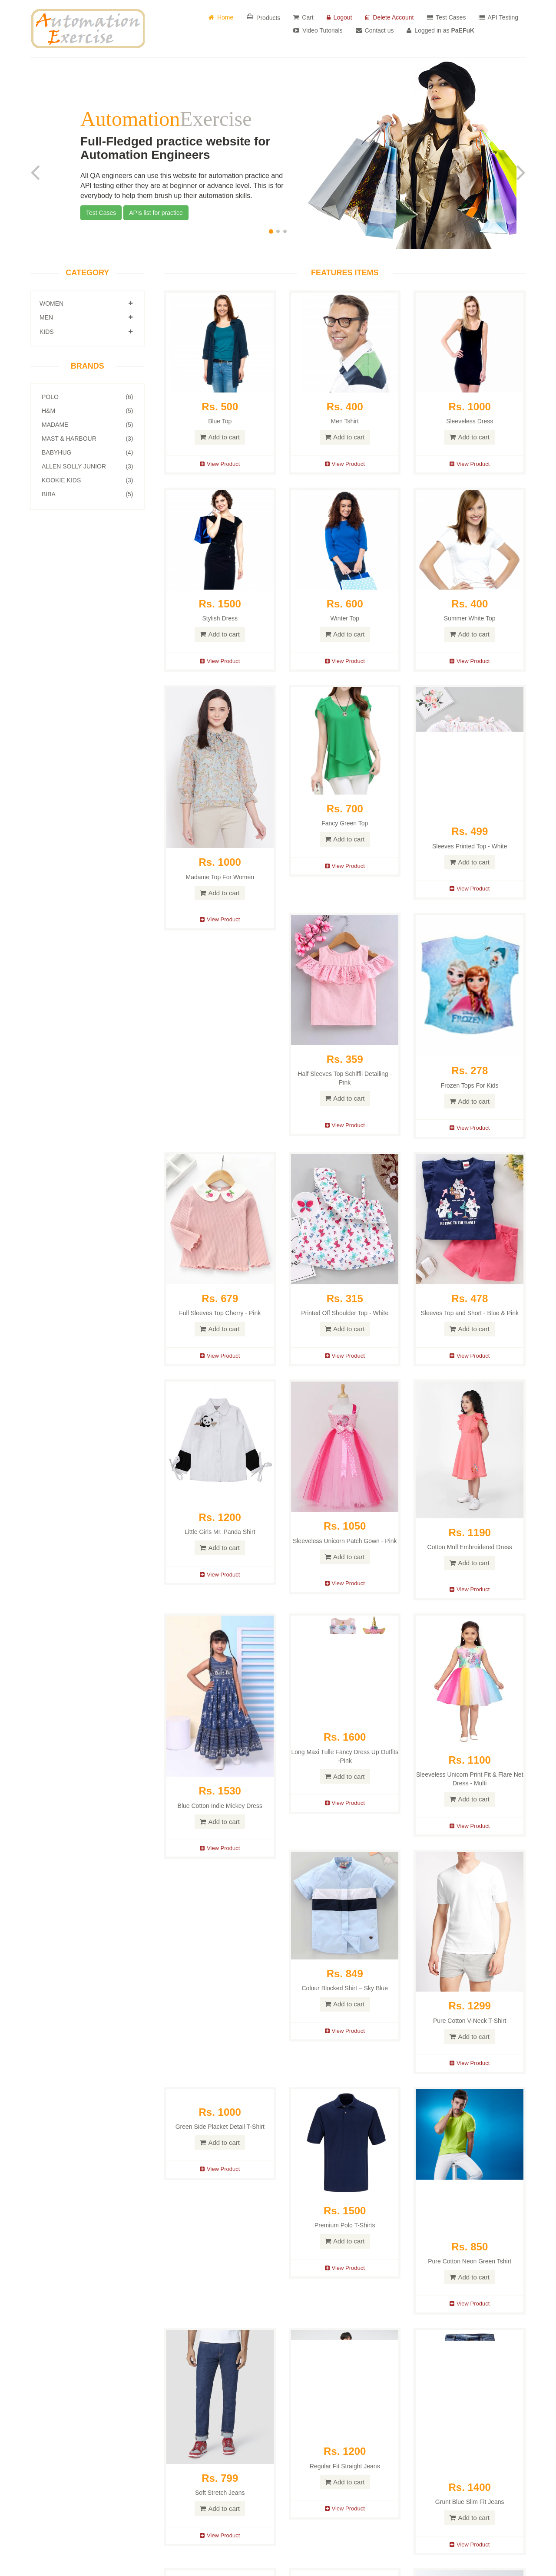 Automation
Exercise
Home
Products
Cart
Logout
Delete Account
Test Cases
API Testing
Video Tutorials
Contact us
Logged in as PaEFuK
AutomationExercise
Full-Fledged practice website for
Automation Engineers
All QA engineers can use this website for automation practice and
API testing either they are at beginner or advance level. This is for
everybody to help them brush up their automation skills.
Test Cases
APIs list for practice
CATEGORY
WOMEN
MEN
KIDS
BRANDS
POLO (6)
H&M (5)
MADAME (5)
MAST & HARBOUR (3)
BABYHUG (4)
ALLEN SOLLY JUNIOR (3)
KOOKIE KIDS (3)
BIBA (5)
FEATURES ITEMS
Rs. 500
Blue Top
Add to cart
View Product
Rs. 400
Men Tshirt
Add to cart
View Product
Rs. 1000
Sleeveless Dress
Add to cart
View Product
Rs. 1500
Stylish Dress
Add to cart
View Product
Rs. 600
Winter Top
Add to cart
View Product
Rs. 400
Summer White Top
Add to cart
View Product
Rs. 1000
Madame Top For Women
Add to cart
View Product
Rs. 700
Fancy Green Top
Add to cart
View Product
Rs. 499
Sleeves Printed Top - White
Add to cart
View Product
Rs. 359
Half Sleeves Top Schiffli Detailing -
Pink
Add to cart
View Product
FROZEN
Rs. 278
Frozen Tops For Kids
Add to cart
View Product
Rs. 679
Full Sleeves Top Cherry - Pink
Add to cart
View Product
Rs. 315
Printed Off Shoulder Top - White
Add to cart
View Product
Rs. 478
Sleeves Top and Short - Blue & Pink
Add to cart
View Product
Rs. 1200
Little Girls Mr. Panda Shirt
Add to cart
View Product
Rs. 1050
Sleeveless Unicorn Patch Gown - Pink
Add to cart
View Product
Rs. 1190
Cotton Mull Embroidered Dress
Add to cart
View Product
Rs. 1530
Blue Cotton Indie Mickey Dress
Add to cart
View Product
Rs. 1600
Long Maxi Tulle Fancy Dress Up Outfits
-Pink
Add to cart
View Product
Rs. 1100
Sleeveless Unicorn Print Fit & Flare Net
Dress - Multi
Add to cart
View Product
Rs. 849
Colour Blocked Shirt – Sky Blue
Add to cart
View Product
Rs. 1299
Pure Cotton V-Neck T-Shirt
Add to cart
View Product
Rs. 1000
Green Side Placket Detail T-Shirt
Add to cart
View Product
Rs. 1500
Premium Polo T-Shirts
Add to cart
View Product
Rs. 850
Pure Cotton Neon Green Tshirt
Add to cart
View Product
Rs. 799
Soft Stretch Jeans
Add to cart
View Product
Rs. 1200
Regular Fit Straight Jeans
Add to cart
View Product
Rs. 1400
Grunt Blue Slim Fit Jeans
Add to cart
View Product